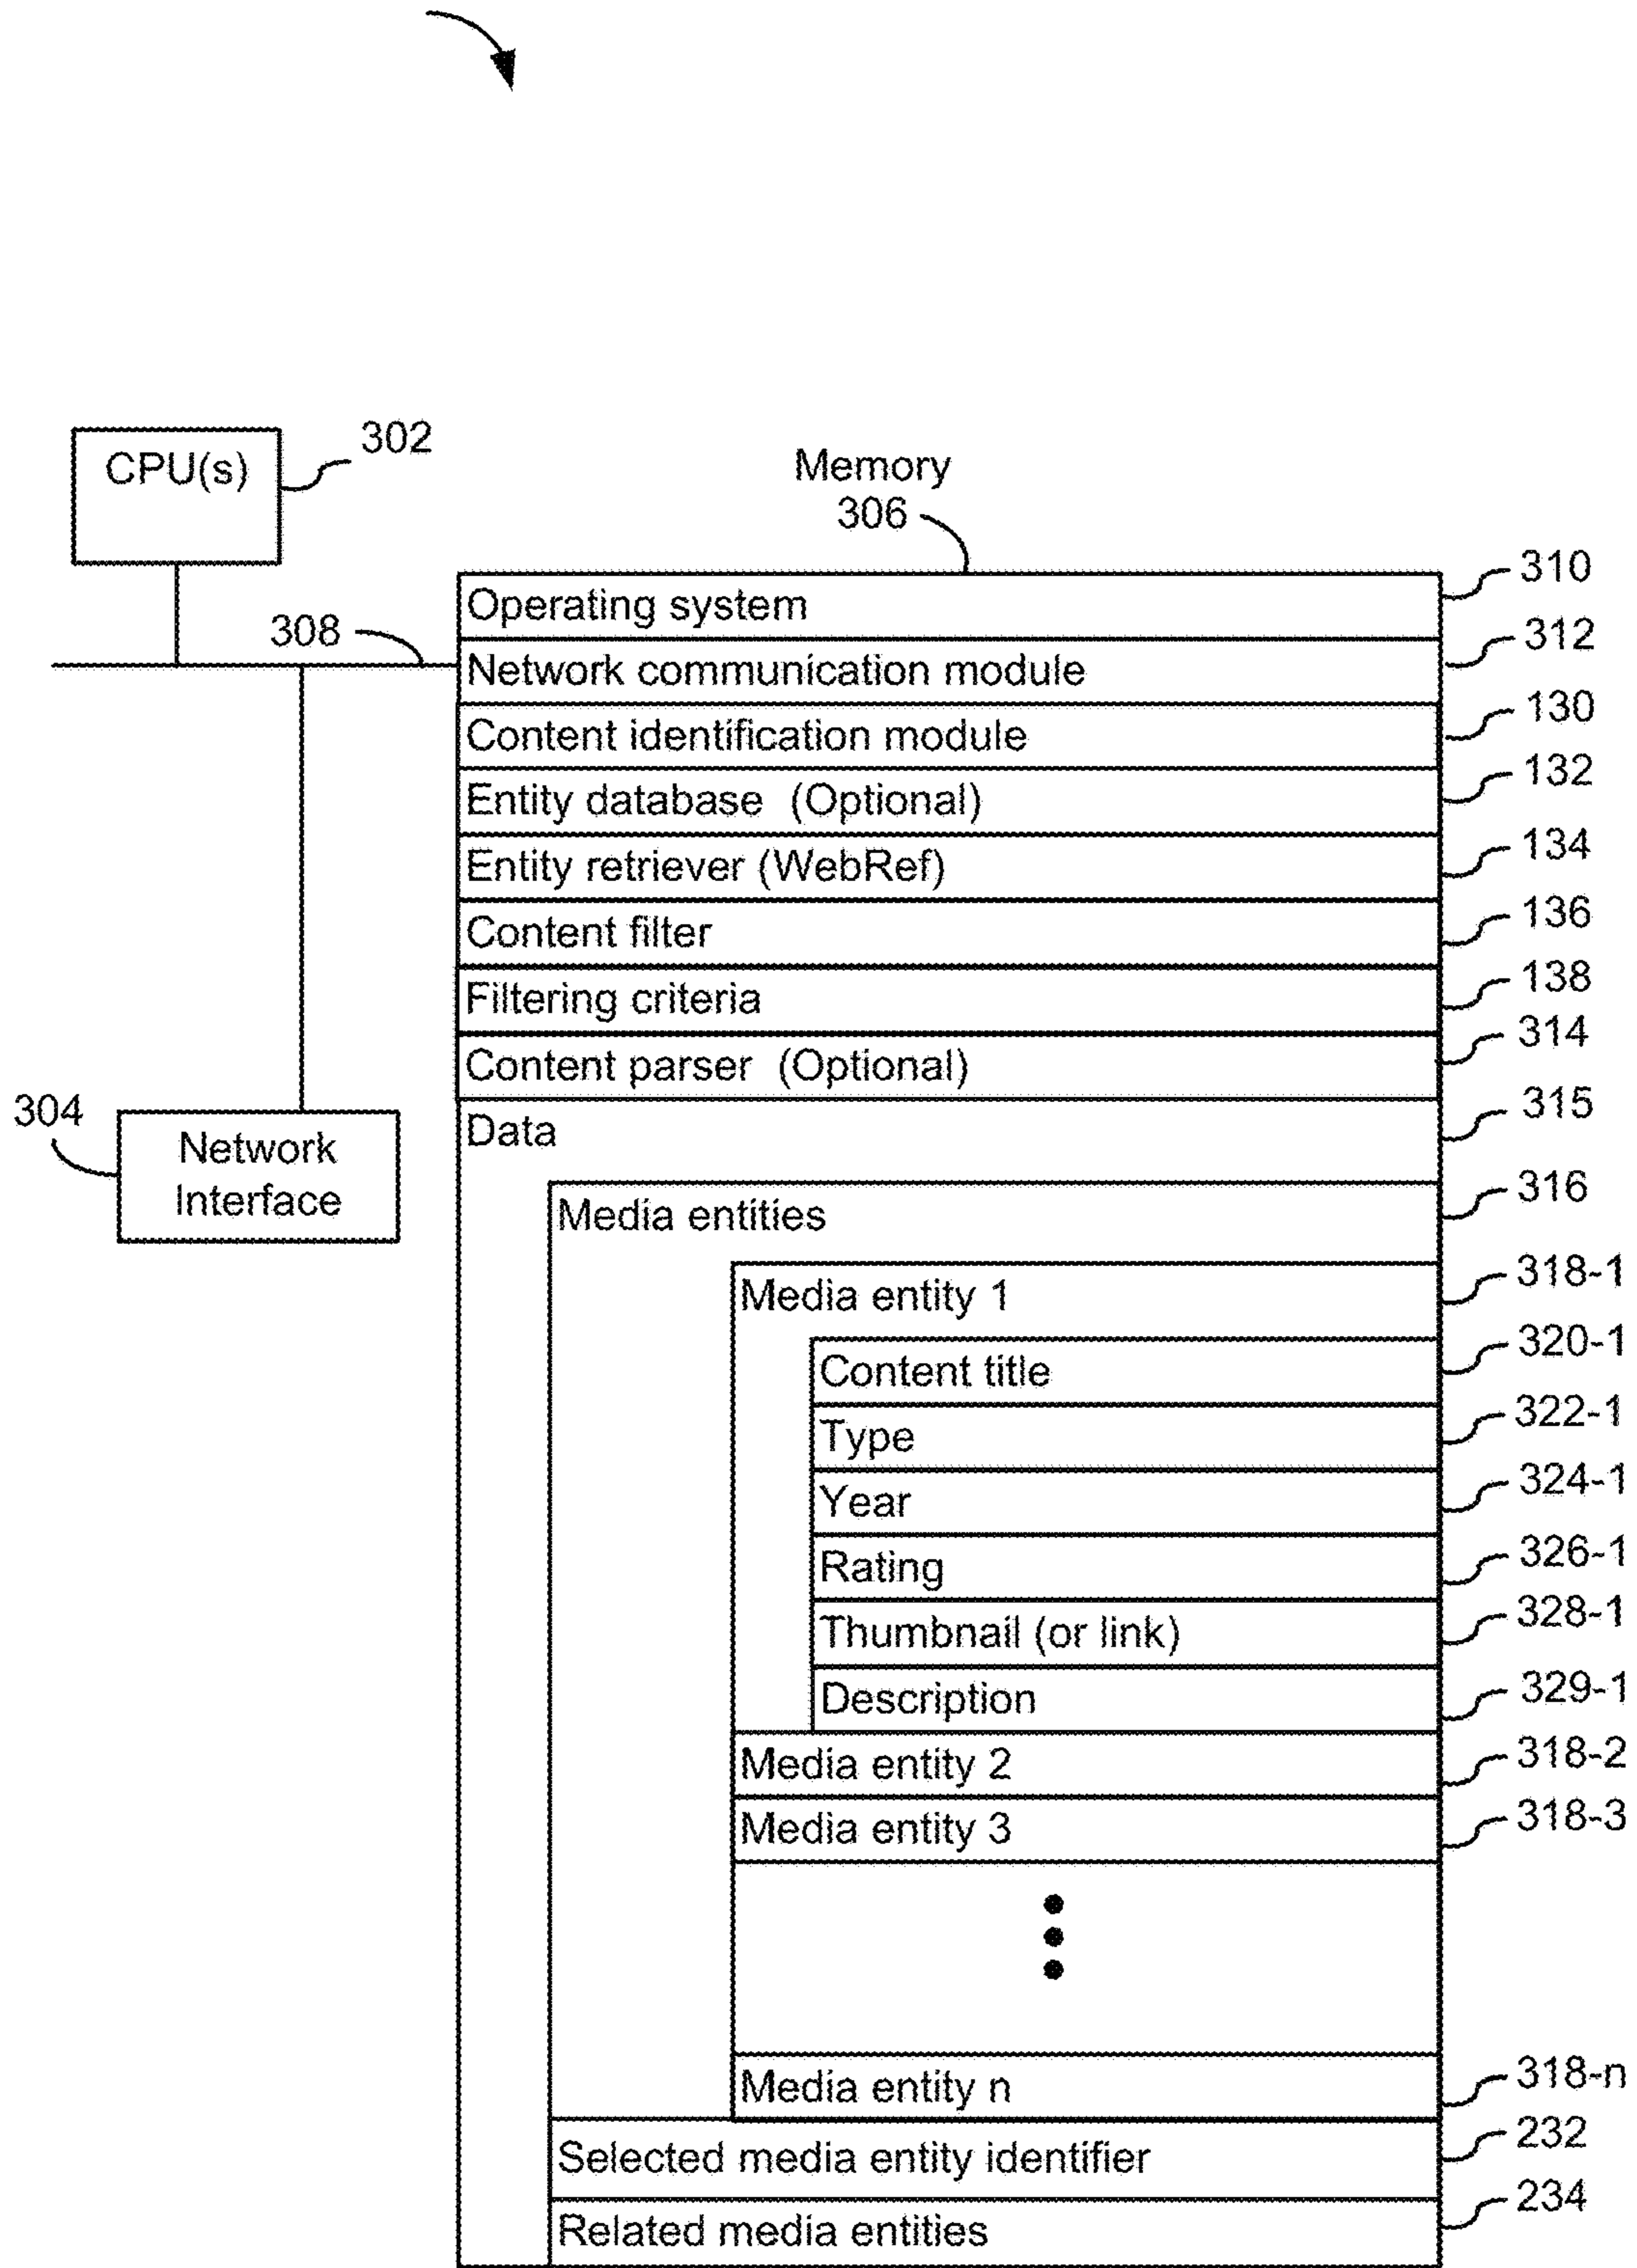 CPU(s)
302
Memory
306
308
Operating system
310
Network communication module
312
Content identification module
130
Entity database (Optional)
132
Entity retriever (WebRef)
134
Content filter
136
Filtering criteria
138
Content parser (Optional)
314
304
Network
Interface
Data
315
Media entities
316
Media entity 1
318-1
Content title
320-1
Type
322-1
Year
324-1
Rating
326-1
Thumbnail (or link)
328-1
Description
329-1
Media entity 2
318-2
Media entity 3
318-3
Media entity n
318-n
Selected media entity identifier
232
Related media entities
234